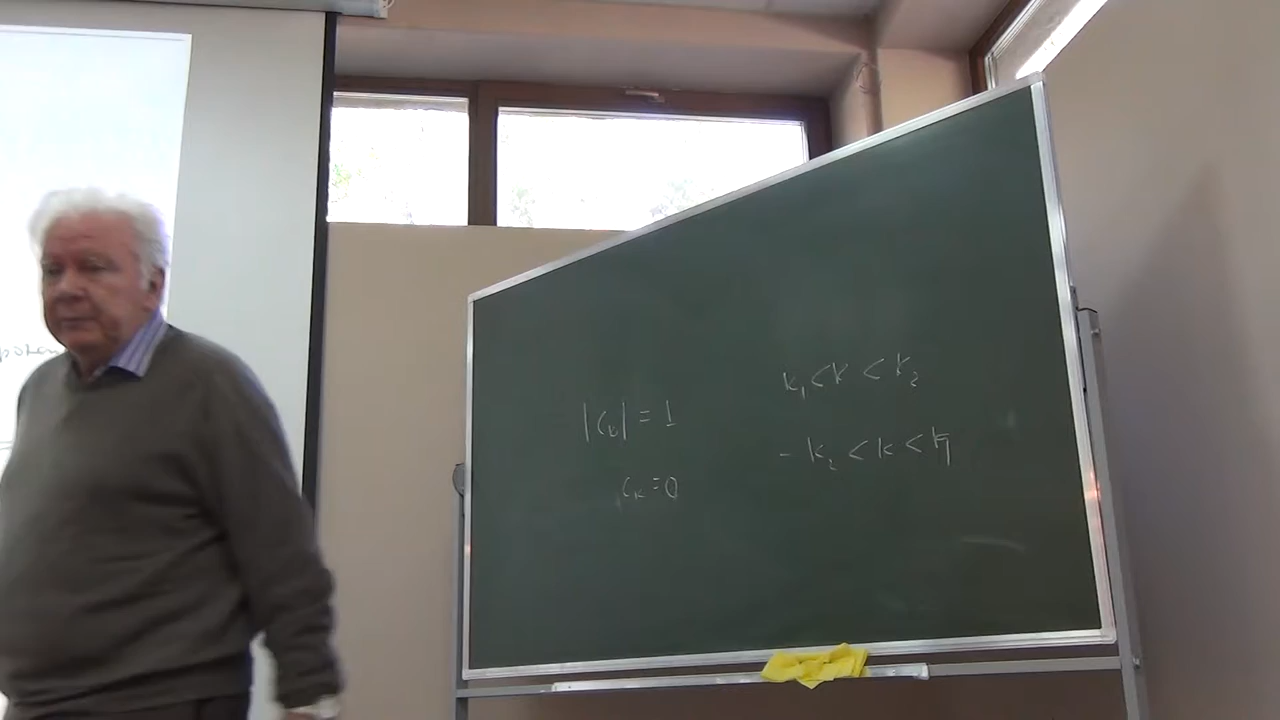 |c_k| = 1
c_k = 0
k_1 < k < k_2
- k_2 < k < k_1